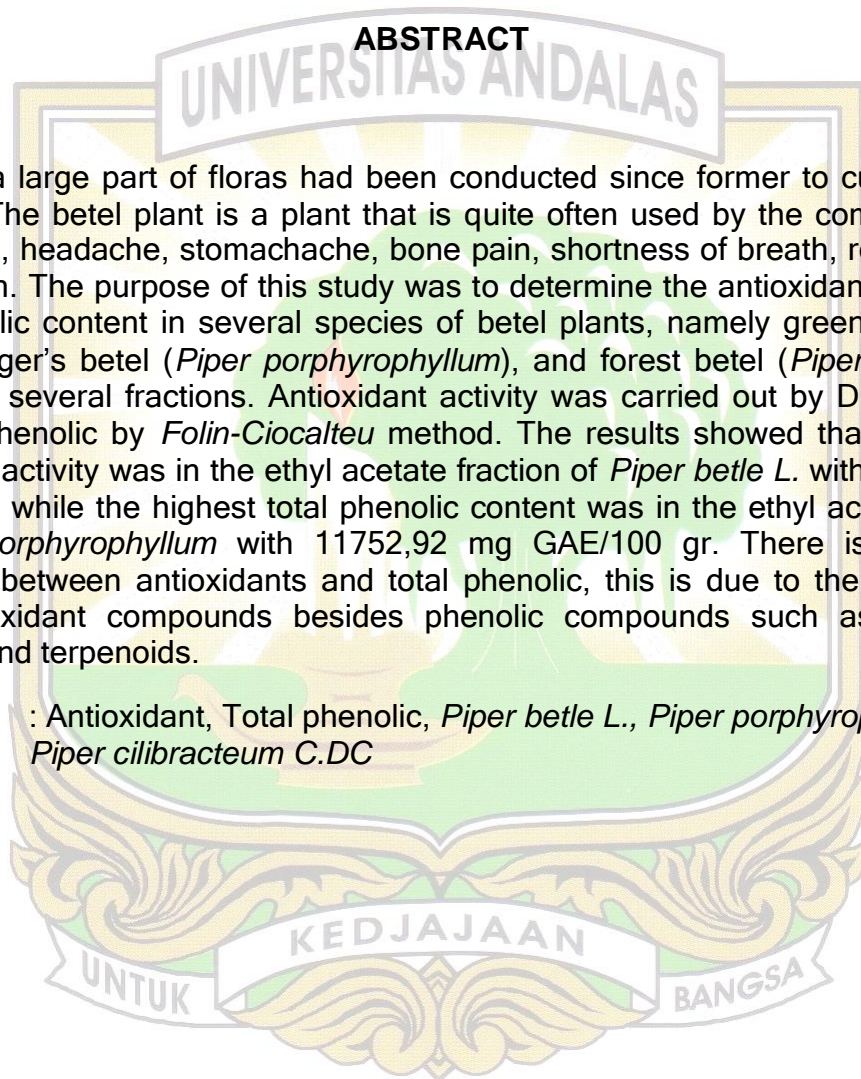 ABSTRACT
UNIVERSITAS ANDALAS
a large part of floras had been conducted since former to cu
The betel plant is a plant that is quite often used by the con
, headache, stomachache, bone pain, shortness of breath, r
n. The purpose of this study was to determine the antioxidan
lic content in several species of betel plants, namely green
ger's betel (Piper porphyrophyllum), and forest betel (Piper
several fractions. Antioxidant activity was carried out by D
henolic by Folin-Ciocalteu method. The results showed tha
activity was in the ethyl acetate fraction of Piper betle L. with
while the highest total phenolic content was in the ethyl ac
orphyrophyllum with 11752,92 mg GAE/100 gr. There is
between antioxidants and total phenolic, this is due to the
xidant compounds besides phenolic compounds such as
nd terpenoids.
: Antioxidant, Total phenolic, Piper betle L., Piper porphyrop
Piper cilibracteum C.DC
KEDJAJAAN
UNTUK BANGSA